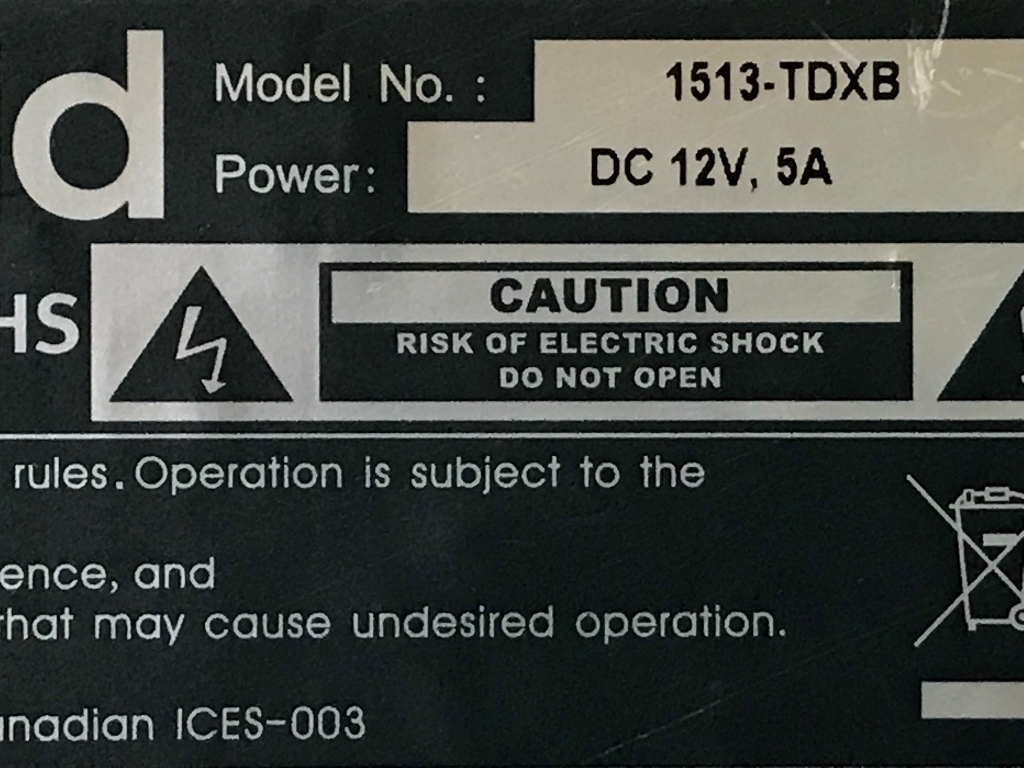 d
Model No. : 1513-TDXB
Power: DC 12V, 5A
HS
CAUTION
RISK OF ELECTRIC SHOCK
DO NOT OPEN
rules. Operation is subject to the
ence, and
that may cause undesired operation.
anadian ICES-003